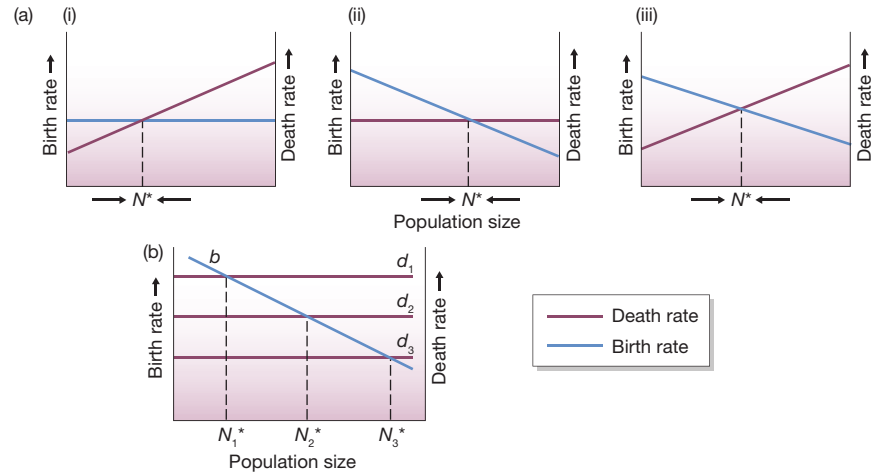 (a) (i) (ii) (iii)
Birth rate
Death rate
Birth rate
Death rate
Birth rate
Death rate
N* N* N*
Population size
(b)
b
d1
d2
d3
Birth rate
Death rate
N1* N2* N3*
Population size
Death rate
Birth rate